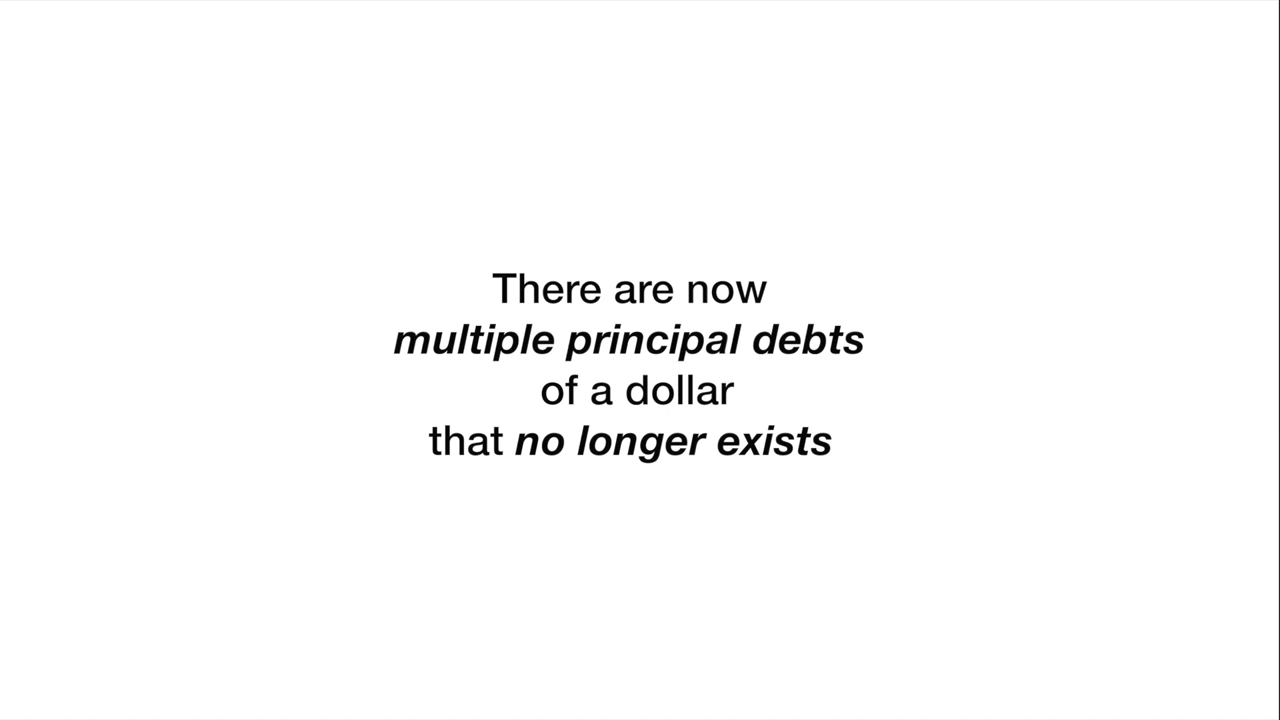 There are now
multiple principal debts
of a dollar
that no longer exists